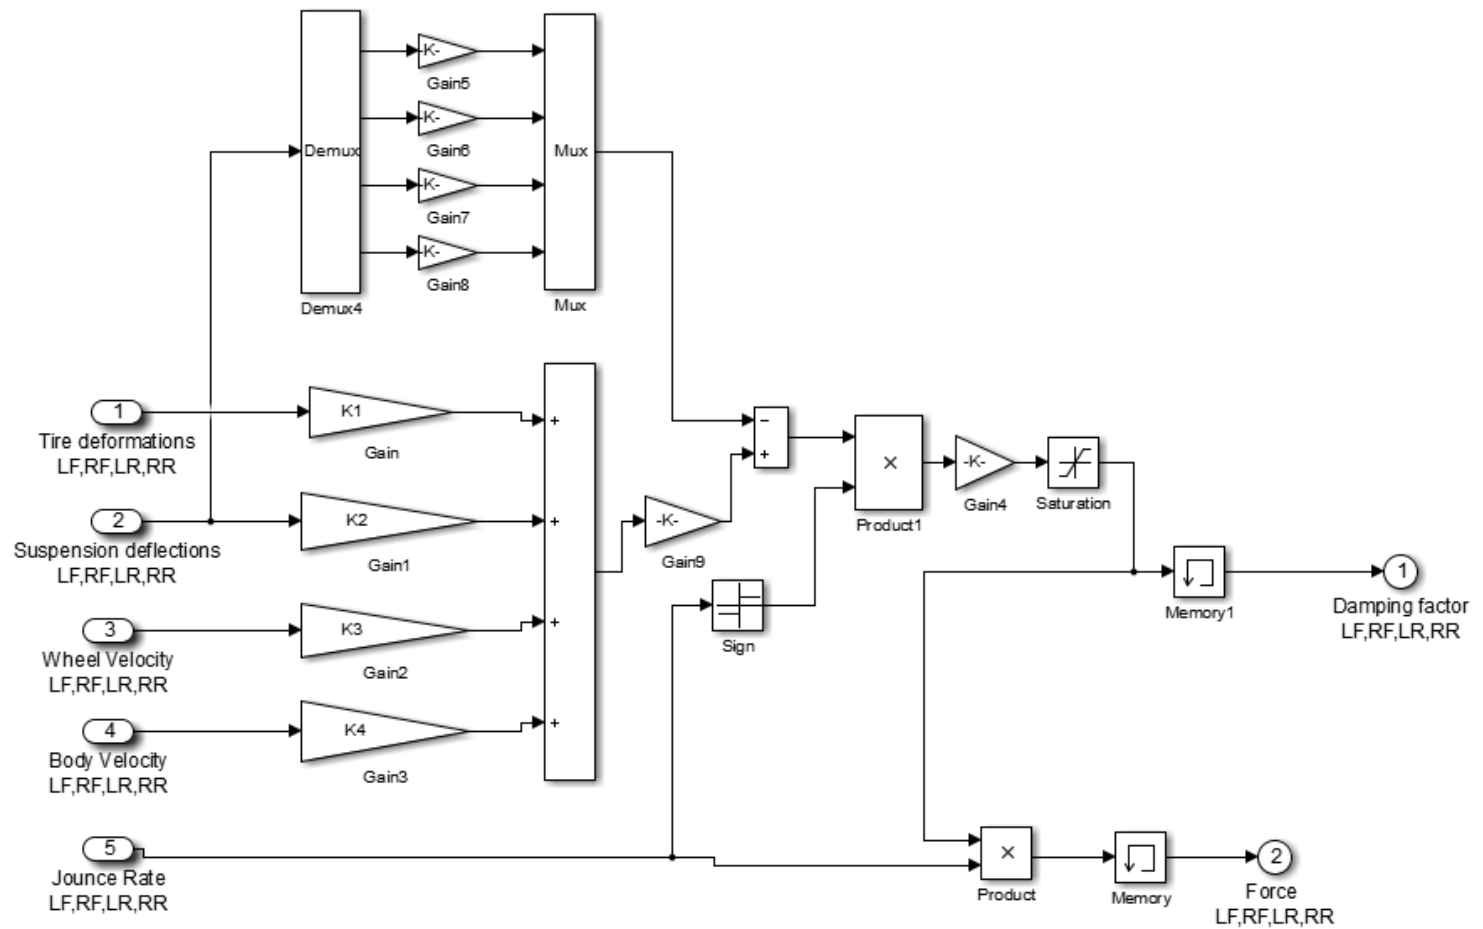 K-
Gain5
K-
Gain6
K-
Gain7
K-
Gain8
Demux
Demux4
Mux
Mux
1
Tire deformations
LF,RF,LR,RR
K1
Gain
+
2
Suspension deflections
LF,RF,LR,RR
K2
Gain1
+
3
Wheel Velocity
LF,RF,LR,RR
K3
Gain2
+
4
Body Velocity
LF,RF,LR,RR
K4
Gain3
+
5
Jounce Rate
LF,RF,LR,RR
-K-
Gain9
−
+
Sign
×
Product1
-K-
Gain4
Saturation
Memory1
1
Damping factor
LF,RF,LR,RR
×
Product
Memory
2
Force
LF,RF,LR,RR